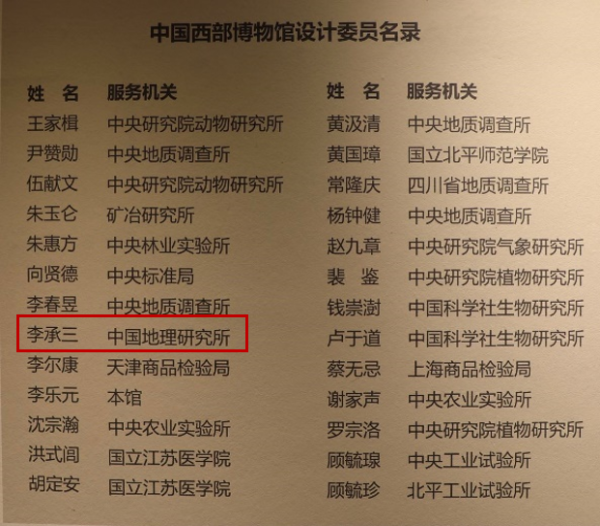 中国西部博物馆设计委员名录
姓 名 服务机关
王家楫 中央研究院动物研究所
尹赞勋 中央地质调查所
伍献文 中央研究院动物研究所
朱玉仑 矿冶研究所
朱惠方 中央林业实验所
向贤德 中央标准局
李春昱 中央地质调查所
李承三 中国地理研究所
李尔康 天津商品检验局
李乐元 本馆
沈宗瀚 中央农业实验所
洪式闾 国立江苏医学院
胡定安 国立江苏医学院
姓 名 服务机关
黄汲清 中央地质调查所
黄国璋 国立北平师范学院
常隆庆 四川省地质调查所
杨钟健 中央地质调查所
赵九章 中央研究院气象研究所
裴 鉴 中央研究院植物研究所
钱崇澍 中国科学社生物研究所
卢于道 中国科学社生物研究所
蔡无忌 上海商品检验局
谢家声 中央农业实验所
罗宗洛 中央研究院植物研究所
顾毓瑔 中央工业试验所
顾毓珍 北平工业试验所